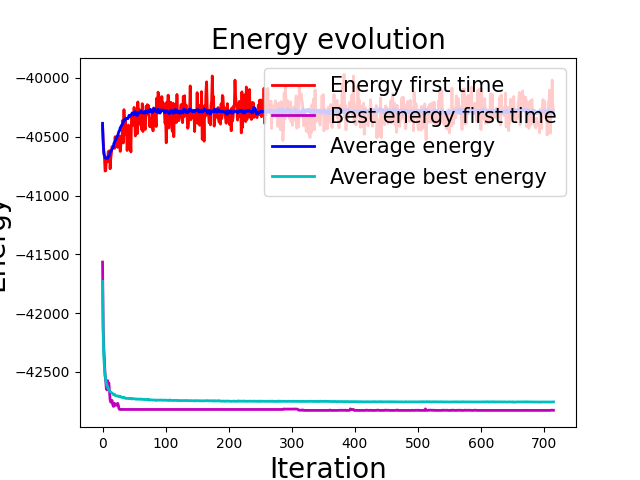 Energy evolution
Energy
−40000
−40500
−41000
−41500
−42000
−42500
Energy first time
Best energy first time
Average energy
Average best energy
0 100 200 300 400 500 600 700
Iteration